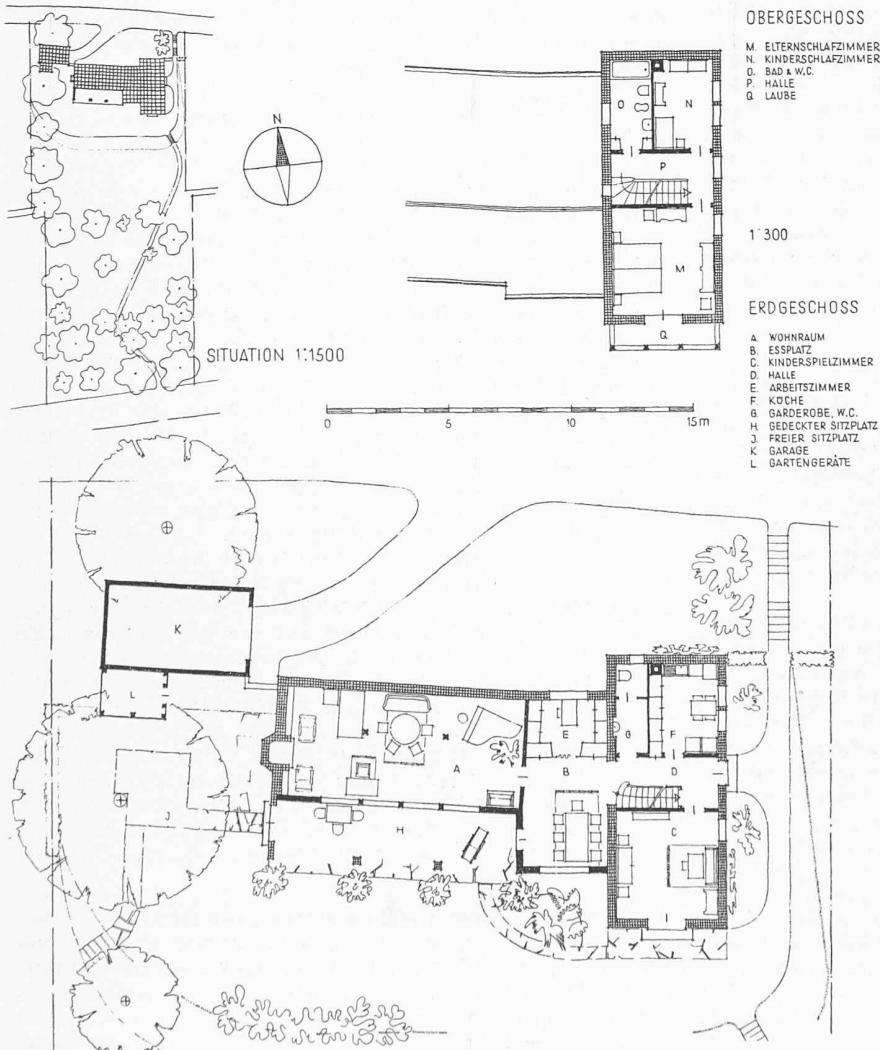 OBERGESCHOSS
M. ELTERNSCHLAFZIMMER
N. KINDERSCHLAFZIMMER
O. BAD & W.C.
P. HALLE
Q LAUBE
N
O
N
P
M
Q
1:300
SITUATION 1:1500
0 5 10 15 m
ERDGESCHOSS
A. WOHNRAUM
B. ESSPLATZ
C. KINDERSPIELZIMMER
D. HALLE
E. ARBEITSZIMMER
F. KÜCHE
G GARDEROBE, W.C.
H GEDECKTER SITZPLATZ
J. FREIER SITZPLATZ
K GARAGE
L GARTENGERÄTE
K
L
E
G
F
A
B
D
J
H
C